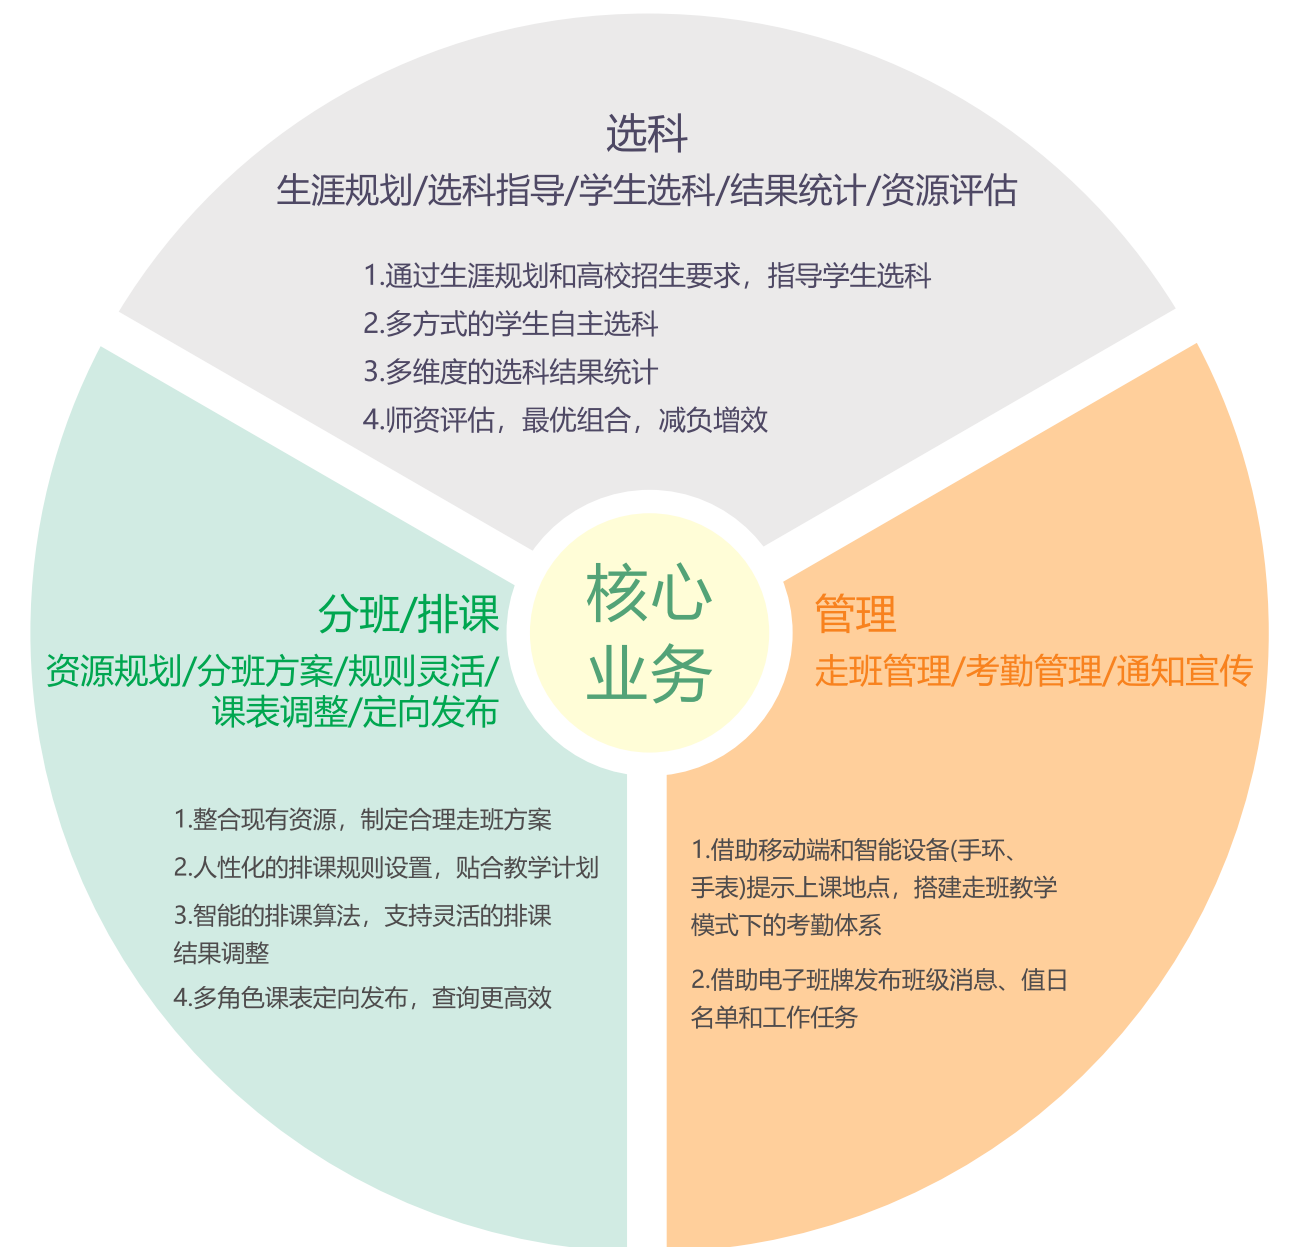 选科
生涯规划/选科指导/学生选科/结果统计/资源评估
1.通过生涯规划和高校招生要求，指导学生选科
2.多方式的学生自主选科
3.多维度的选科结果统计
4.师资评估，最优组合，减负增效
核心
业务
分班/排课
资源规划/分班方案/规则灵活/
课表调整/定向发布
1.整合现有资源，制定合理走班方案
2.人性化的排课规则设置，贴合教学计划
3.智能的排课算法，支持灵活的排课
结果调整
4.多角色课表定向发布，查询更高效
管理
走班管理/考勤管理/通知宣传
1.借助移动端和智能设备(手环、
手表)提示上课地点，搭建走班教学
模式下的考勤体系
2.借助电子班牌发布班级消息、值日
名单和工作任务